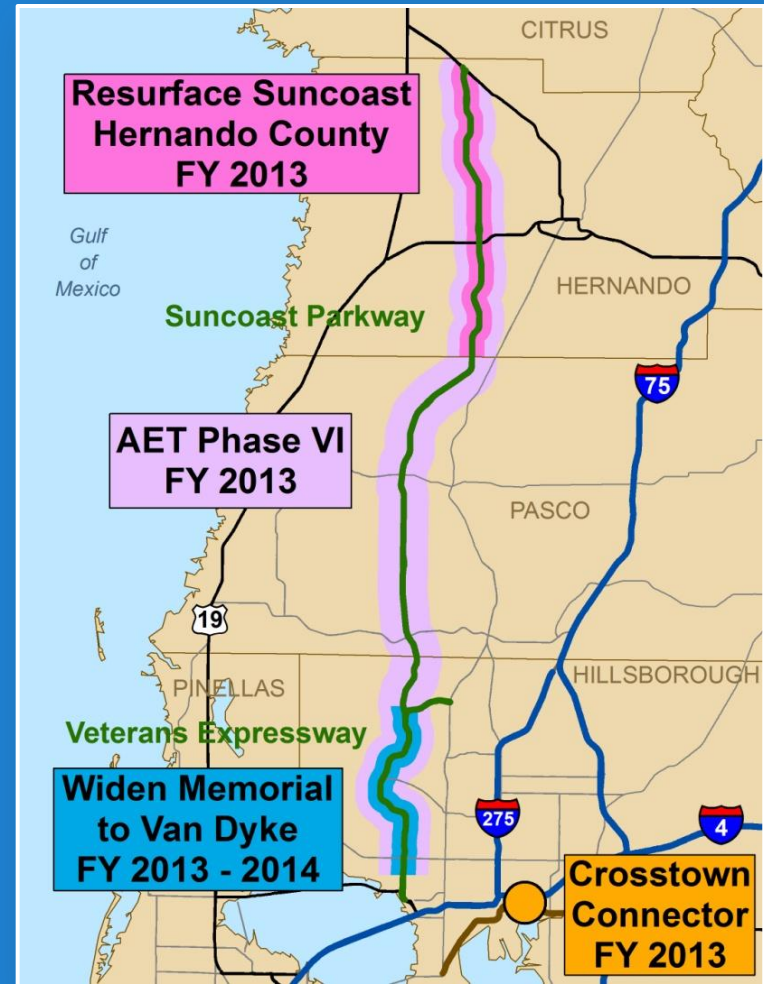 CITRUS
Resurface Suncoast
Hernando County
FY 2013
Gulf
of
Mexico
HERNANDO
Suncoast Parkway
75
AET Phase VI
FY 2013
PASCO
19
PINELLAS
HILLSBOROUGH
Veterans Expressway
Widen Memorial
to Van Dyke
FY 2013 - 2014
275
4
Crosstown
Connector
FY 2013